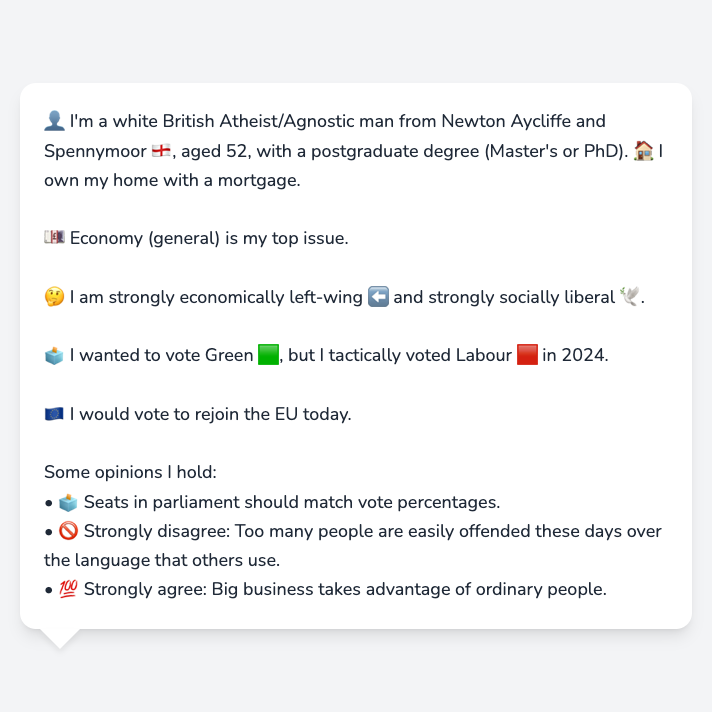 👤 I'm a white British Atheist/Agnostic man from Newton Aycliffe and
Spennymoor 🏴󠁧󠁢󠁥󠁮󠁧󠁿, aged 52, with a postgraduate degree (Master's or PhD). 🏠 I
own my home with a mortgage.
💷 Economy (general) is my top issue.
🤔 I am strongly economically left-wing ⬅️ and strongly socially liberal 🕊️.
🗳️ I wanted to vote Green 🟩, but I tactically voted Labour 🟥 in 2024.
🇪🇺 I would vote to rejoin the EU today.
Some opinions I hold:
• 🗳️ Seats in parliament should match vote percentages.
• 🚫 Strongly disagree: Too many people are easily offended these days over
the language that others use.
• 💯 Strongly agree: Big business takes advantage of ordinary people.